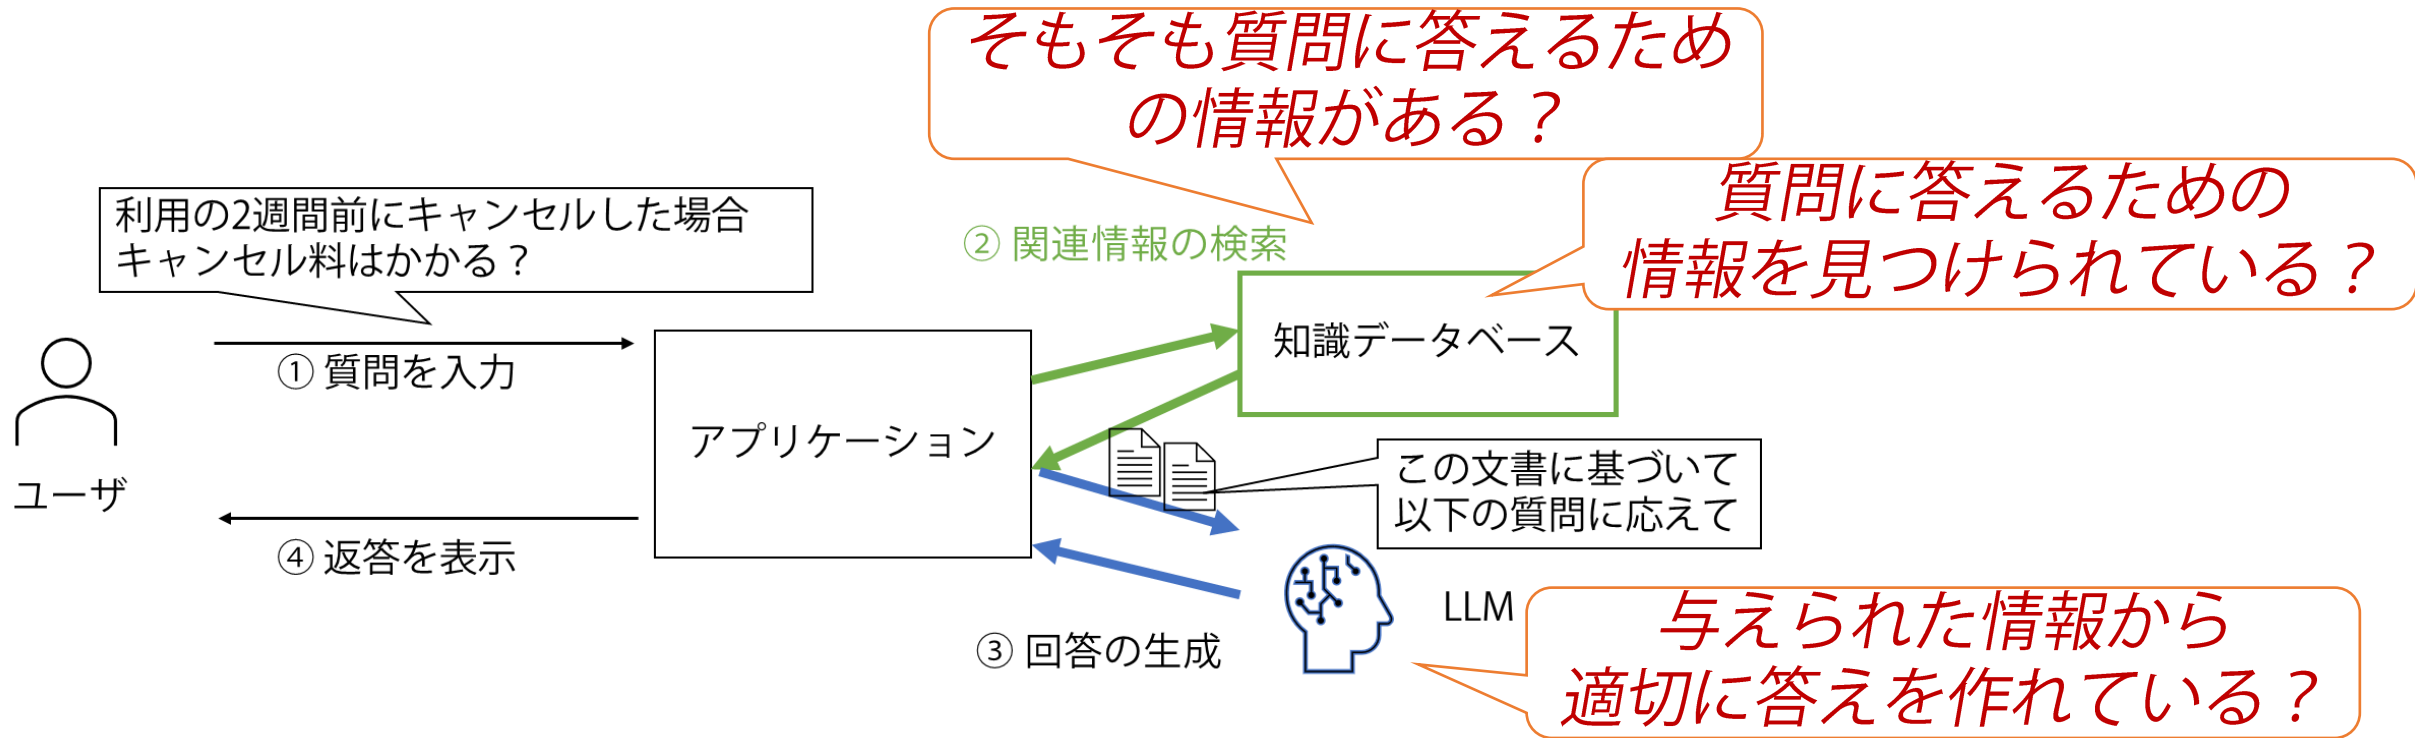 そもそも質問に答えるため
の情報がある？
質問に答えるための
情報を見つけられている？
利用の2週間前にキャンセルした場合
キャンセル料はかかる？
② 関連情報の検索
知識データベース
① 質問を入力
アプリケーション
ユーザ
この文書に基づいて
以下の質問に応えて
④ 返答を表示
LLM
③ 回答の生成
与えられた情報から
適切に答えを作れている？